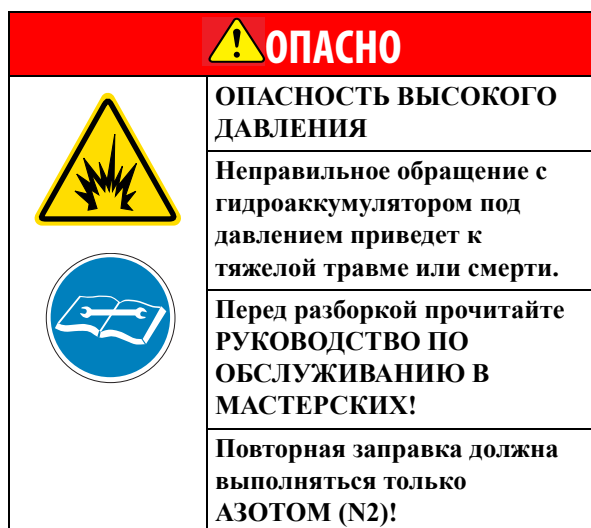 ОПАСНО
ОПАСНОСТЬ ВЫСОКОГО
ДАВЛЕНИЯ
Неправильное обращение с
гидроаккумулятором под
давлением приведет к
тяжелой травме или смерти.
Перед разборкой прочитайте
РУКОВОДСТВО ПО
ОБСЛУЖИВАНИЮ В
МАСТЕРСКИХ!
Повторная заправка должна
выполняться только
АЗОТОМ (N2)!